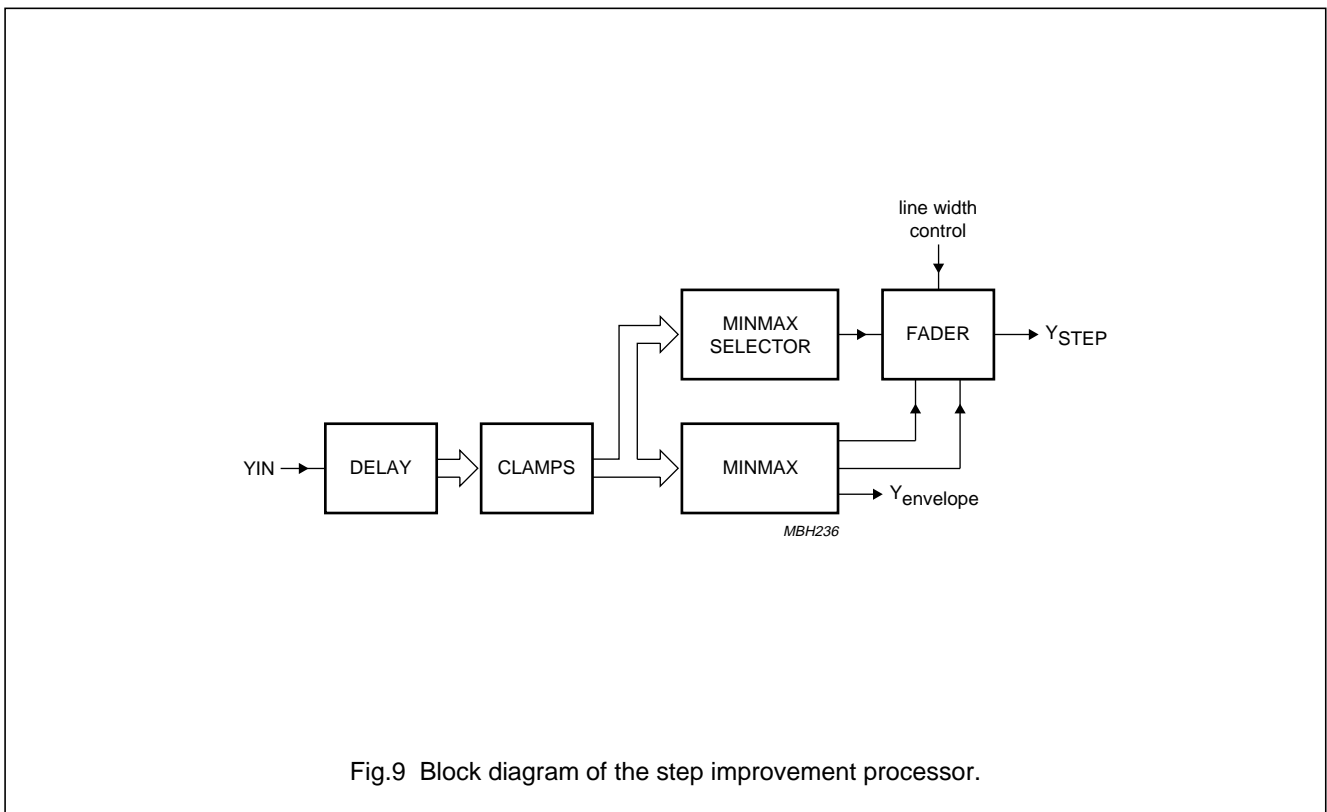 line width
control
MINMAX
SELECTOR
FADER
YSTEP
YIN
DELAY
CLAMPS
MINMAX
Yenvelope
MBH236
Fig.9 Block diagram of the step improvement processor.